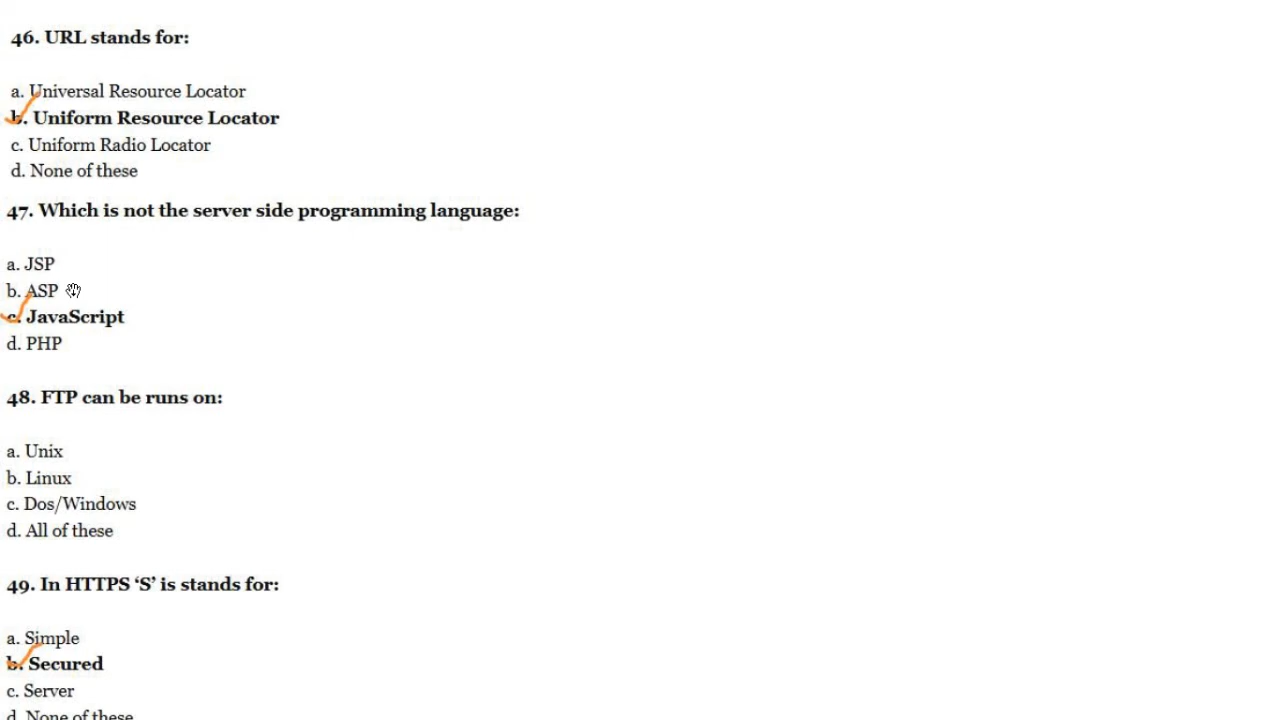 46. URL stands for:
a. Universal Resource Locator
b. Uniform Resource Locator
c. Uniform Radio Locator
d. None of these
47. Which is not the server side programming language:
a. JSP
b. ASP
c. JavaScript
d. PHP
48. FTP can be runs on:
a. Unix
b. Linux
c. Dos/Windows
d. All of these
49. In HTTPS ‘S’ is stands for:
a. Simple
b. Secured
c. Server
d. None of these